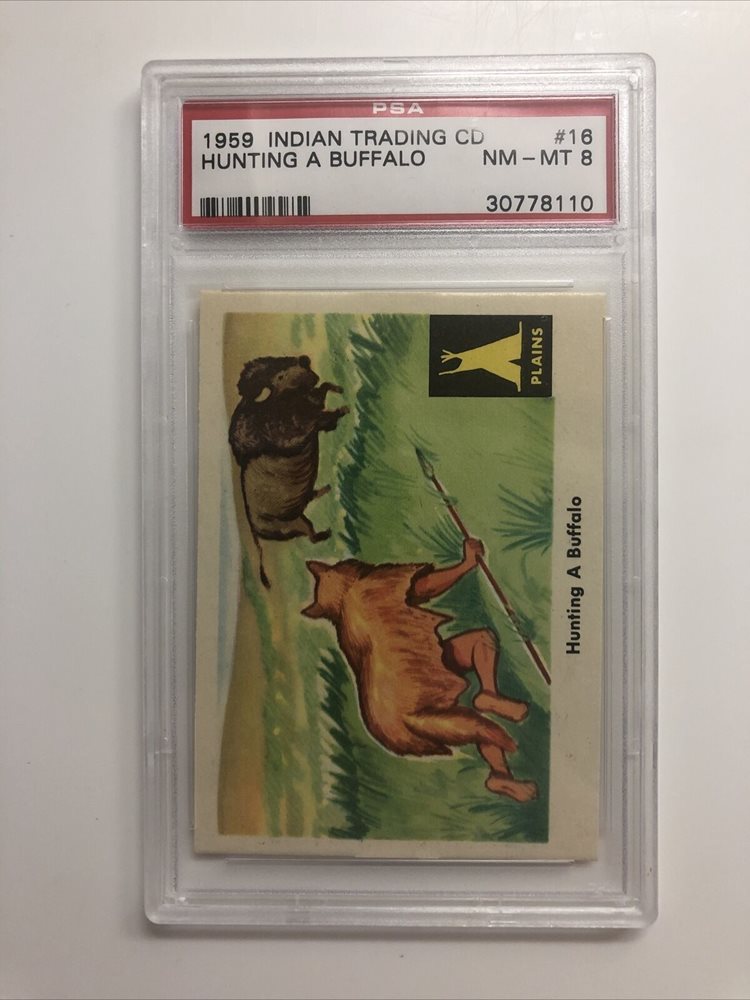 PSA
1959 INDIAN TRADING CD #16
HUNTING A BUFFALO NM-MT 8
30778110
PLAINS
Hunting A Buffalo